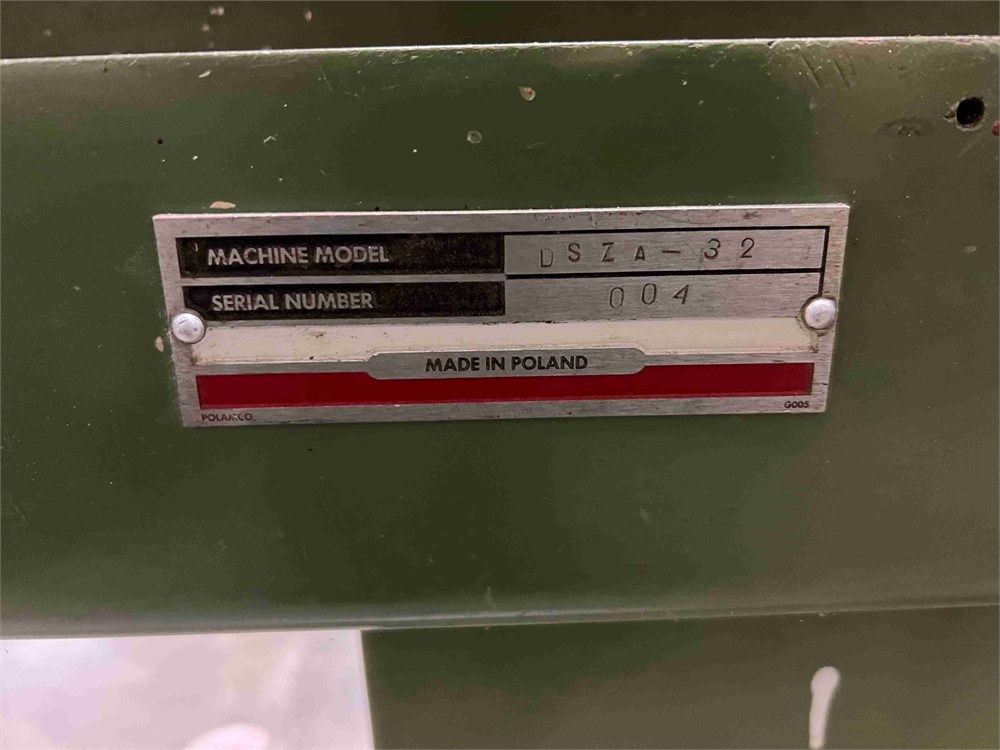 MACHINE MODEL DSZA-32
SERIAL NUMBER 004
MADE IN POLAND
POLAMCO. G005